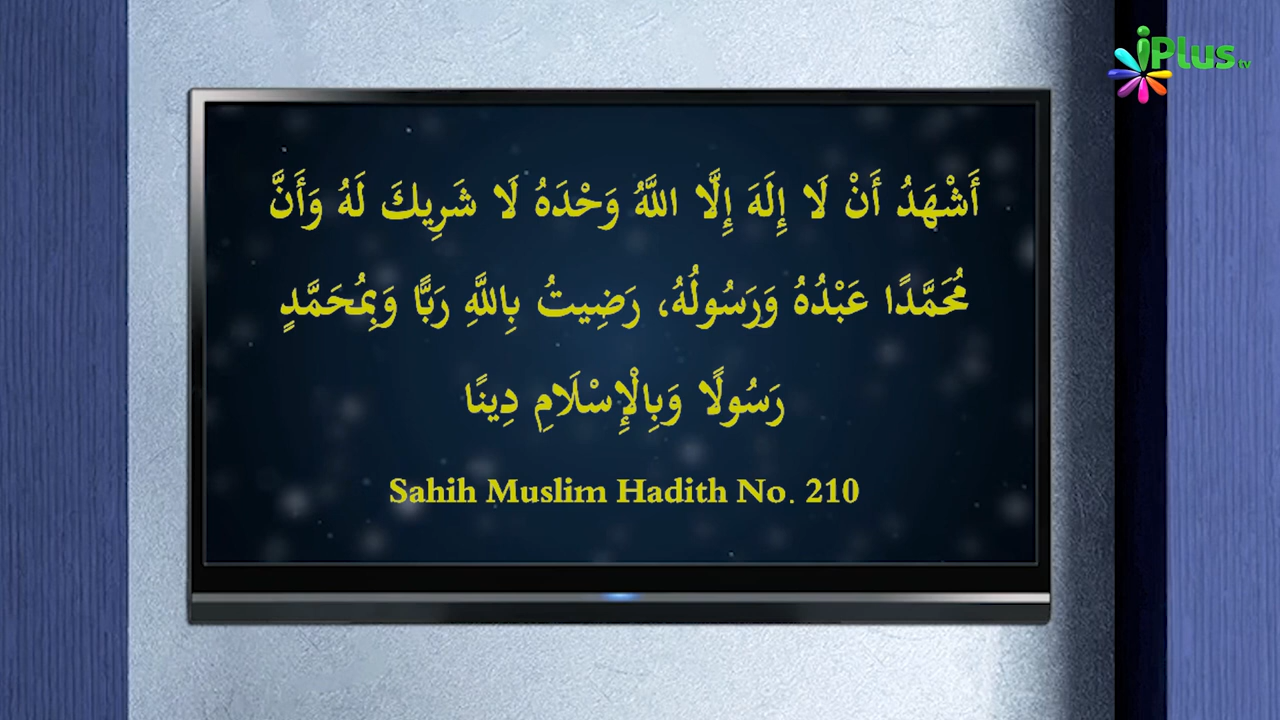 iPlus tv
أَشْهَدُ أَنْ لَا إِلَهَ إِلَّا اللَّهُ وَحْدَهُ لَا شَرِيكَ لَهُ وَأَنَّ
مُحَمَّدًا عَبْدُهُ وَرَسُولُهُ، رَضِيتُ بِاللَّهِ رَبًّا وَبِمُحَمَّدٍ
رَسُولًا وَبِالْإِسْلَامِ دِينًا
Sahih Muslim Hadith No. 210